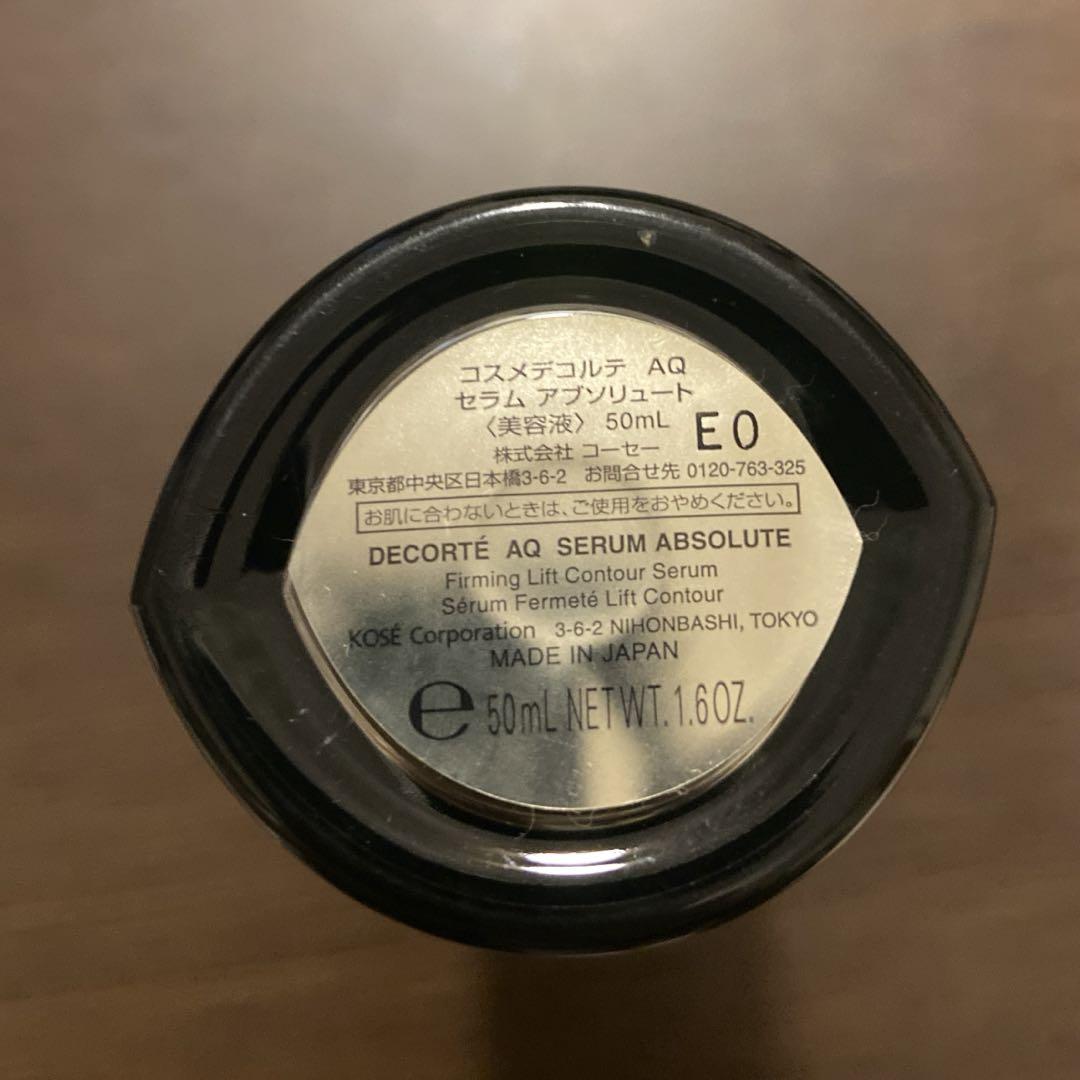 コスメデコルテ AQ
セラム アブソリュート
〈美容液〉 50mL
E0
株式会社 コーセー
東京都中央区日本橋3-6-2 お問合せ先 0120-763-325
お肌に合わないときは、ご使用をおやめください。
DECORTÉ AQ SERUM ABSOLUTE
Firming Lift Contour Serum
Sérum Fermeté Lift Contour
KOSÉ Corporation 3-6-2 NIHONBASHI, TOKYO
MADE IN JAPAN
℮ 50mL NET WT. 1.6 OZ.